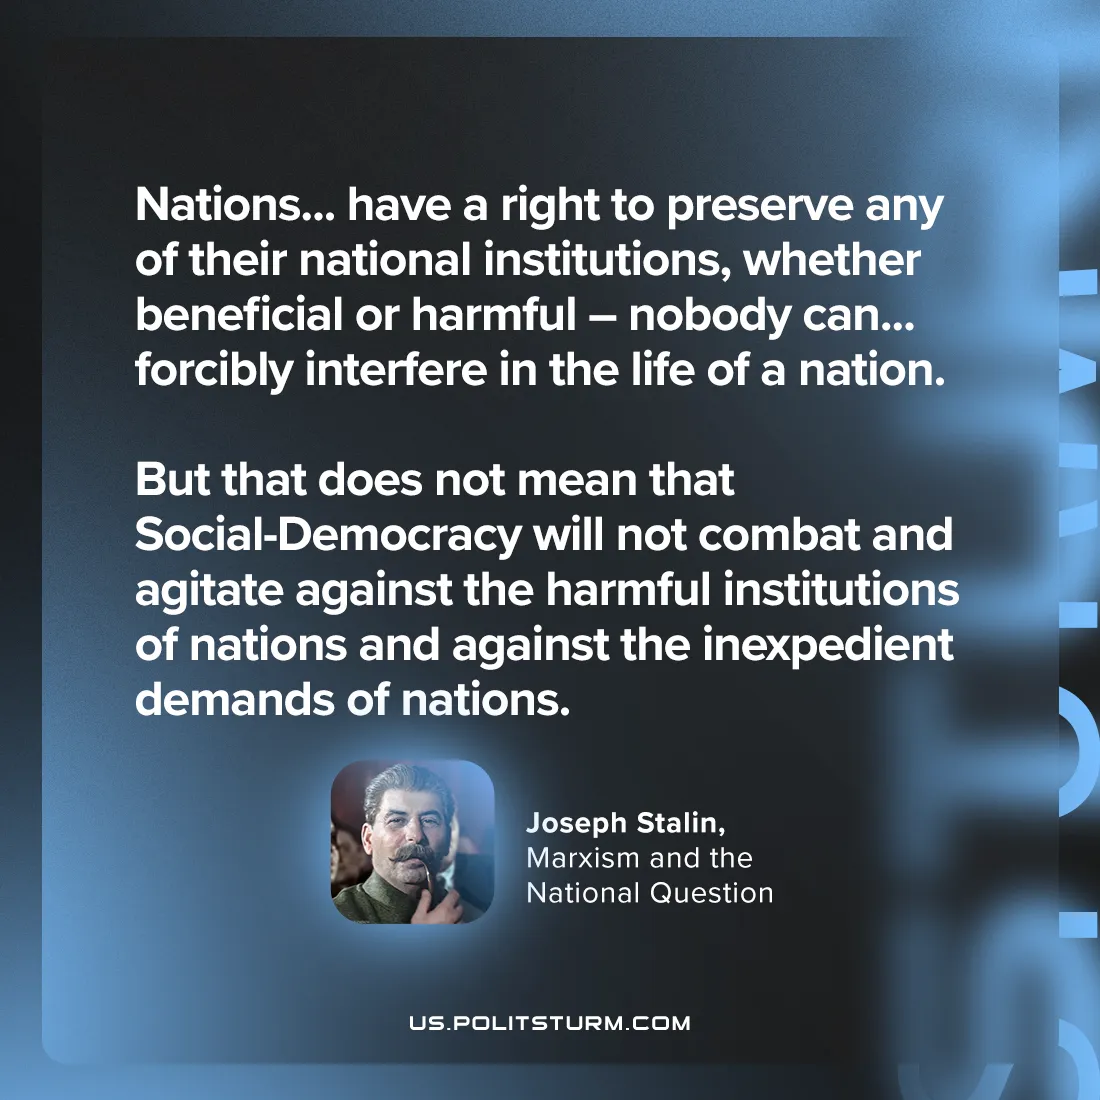 Nations... have a right to preserve any
of their national institutions, whether
beneficial or harmful – nobody can...
forcibly interfere in the life of a nation.
But that does not mean that
Social-Democracy will not combat and
agitate against the harmful institutions
of nations and against the inexpedient
demands of nations.
Joseph Stalin,
Marxism and the
National Question
US.POLITSTURM.COM